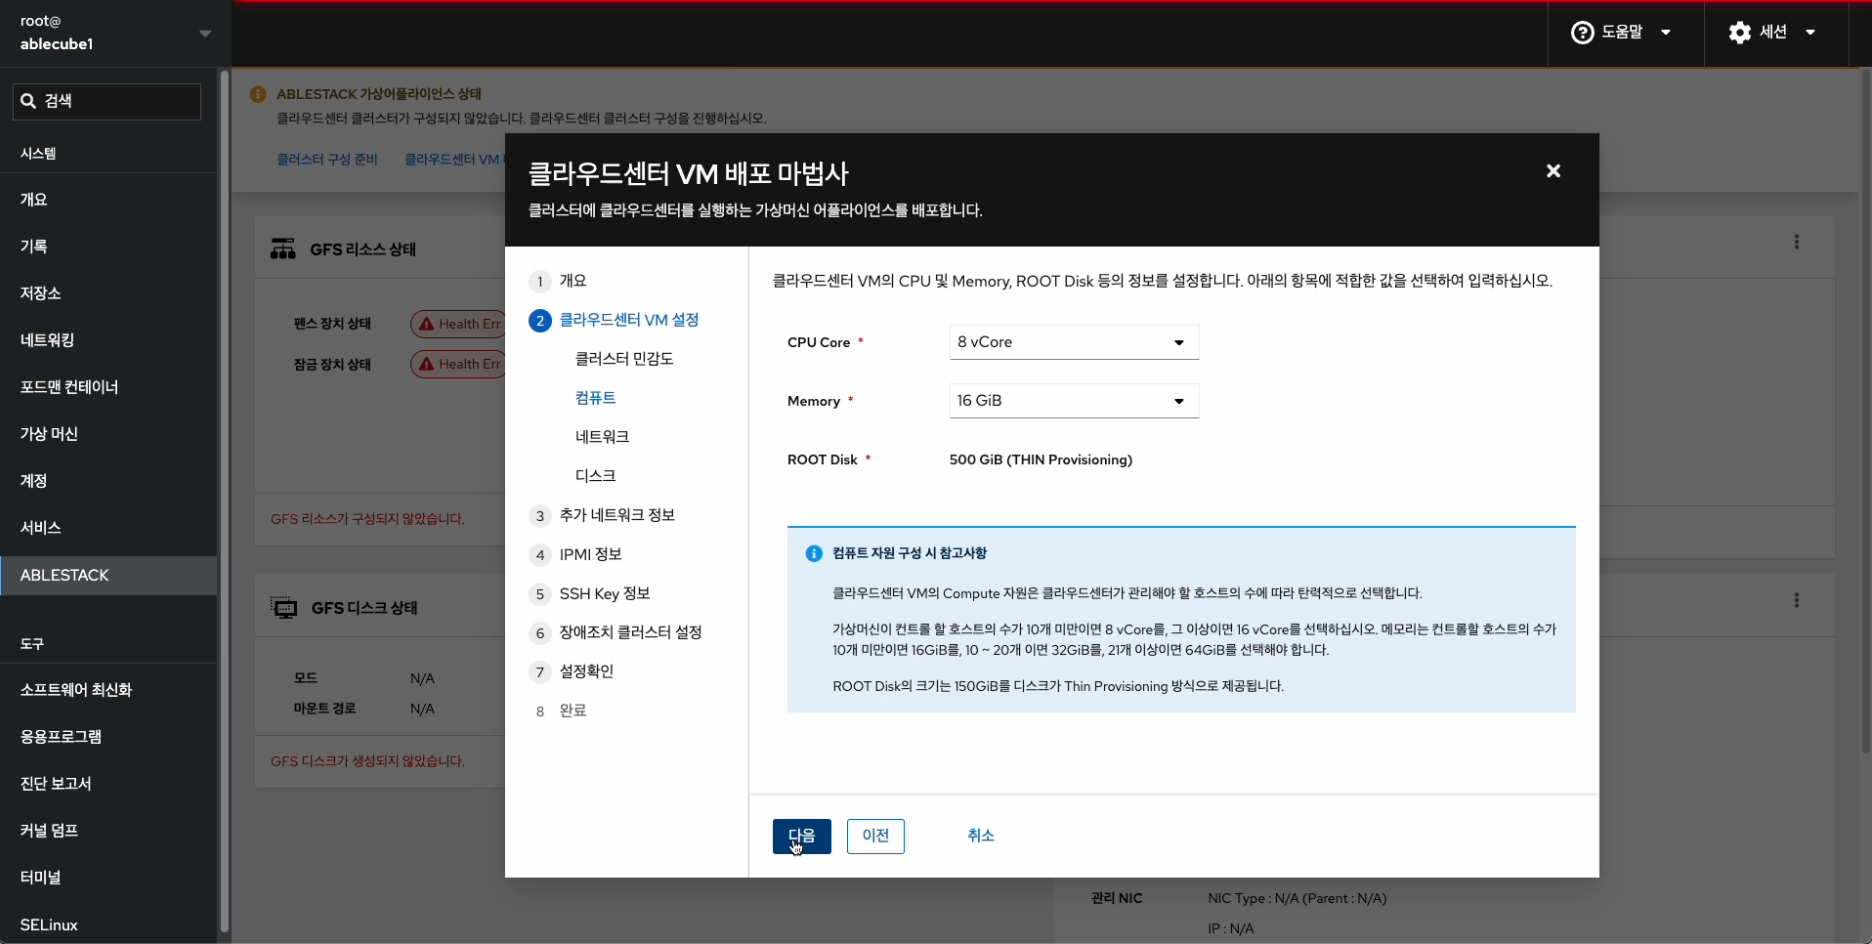 root@
ablecube1
도움말
세션
검색
시스템
개요
기록
저장소
네트워킹
포드맨 컨테이너
가상 머신
계정
서비스
ABLESTACK
도구
소프트웨어 최신화
응용프로그램
진단 보고서
커널 덤프
터미널
SELinux
ABLESTACK 가상어플라이언스 상태
클라우드센터 클러스터가 구성되지 않았습니다. 클라우드센터 클러스터 구성을 진행하십시오.
클러스터 구성 준비
클라우드센터 VM
GFS 리소스 상태
펜스 장치 상태
Health Err
잠금 장치 상태
Health Err
GFS 리소스가 구성되지 않았습니다.
GFS 디스크 상태
모드
N/A
마운트 경로
N/A
GFS 디스크가 생성되지 않았습니다.
클라우드센터 VM 배포 마법사
클러스터에 클라우드센터를 실행하는 가상머신 어플라이언스를 배포합니다.
1 개요
2 클라우드센터 VM 설정
클러스터 민감도
컴퓨트
네트워크
디스크
3 추가 네트워크 정보
4 IPMI 정보
5 SSH Key 정보
6 장애조치 클러스터 설정
7 설정확인
8 완료
클라우드센터 VM의 CPU 및 Memory, ROOT Disk 등의 정보를 설정합니다. 아래의 항목에 적합한 값을 선택하여 입력하십시오.
CPU Core *
8 vCore
Memory *
16 GiB
ROOT Disk *
500 GiB (THIN Provisioning)
컴퓨트 자원 구성 시 참고사항
클라우드센터 VM의 Compute 자원은 클라우드센터가 관리해야 할 호스트의 수에 따라 탄력적으로 선택합니다.
가상머신이 컨트롤 할 호스트의 수가 10개 미만이면 8 vCore를, 그 이상이면 16 vCore를 선택하십시오. 메모리는 컨트롤할 호스트의 수가
10개 미만이면 16GiB를, 10 ~ 20개 이면 32GiB를, 21개 이상이면 64GiB를 선택해야 합니다.
ROOT Disk의 크기는 150GiB를 디스크가 Thin Provisioning 방식으로 제공됩니다.
다음
이전
취소
관리 NIC
NIC Type : N/A (Parent : N/A)
IP : N/A